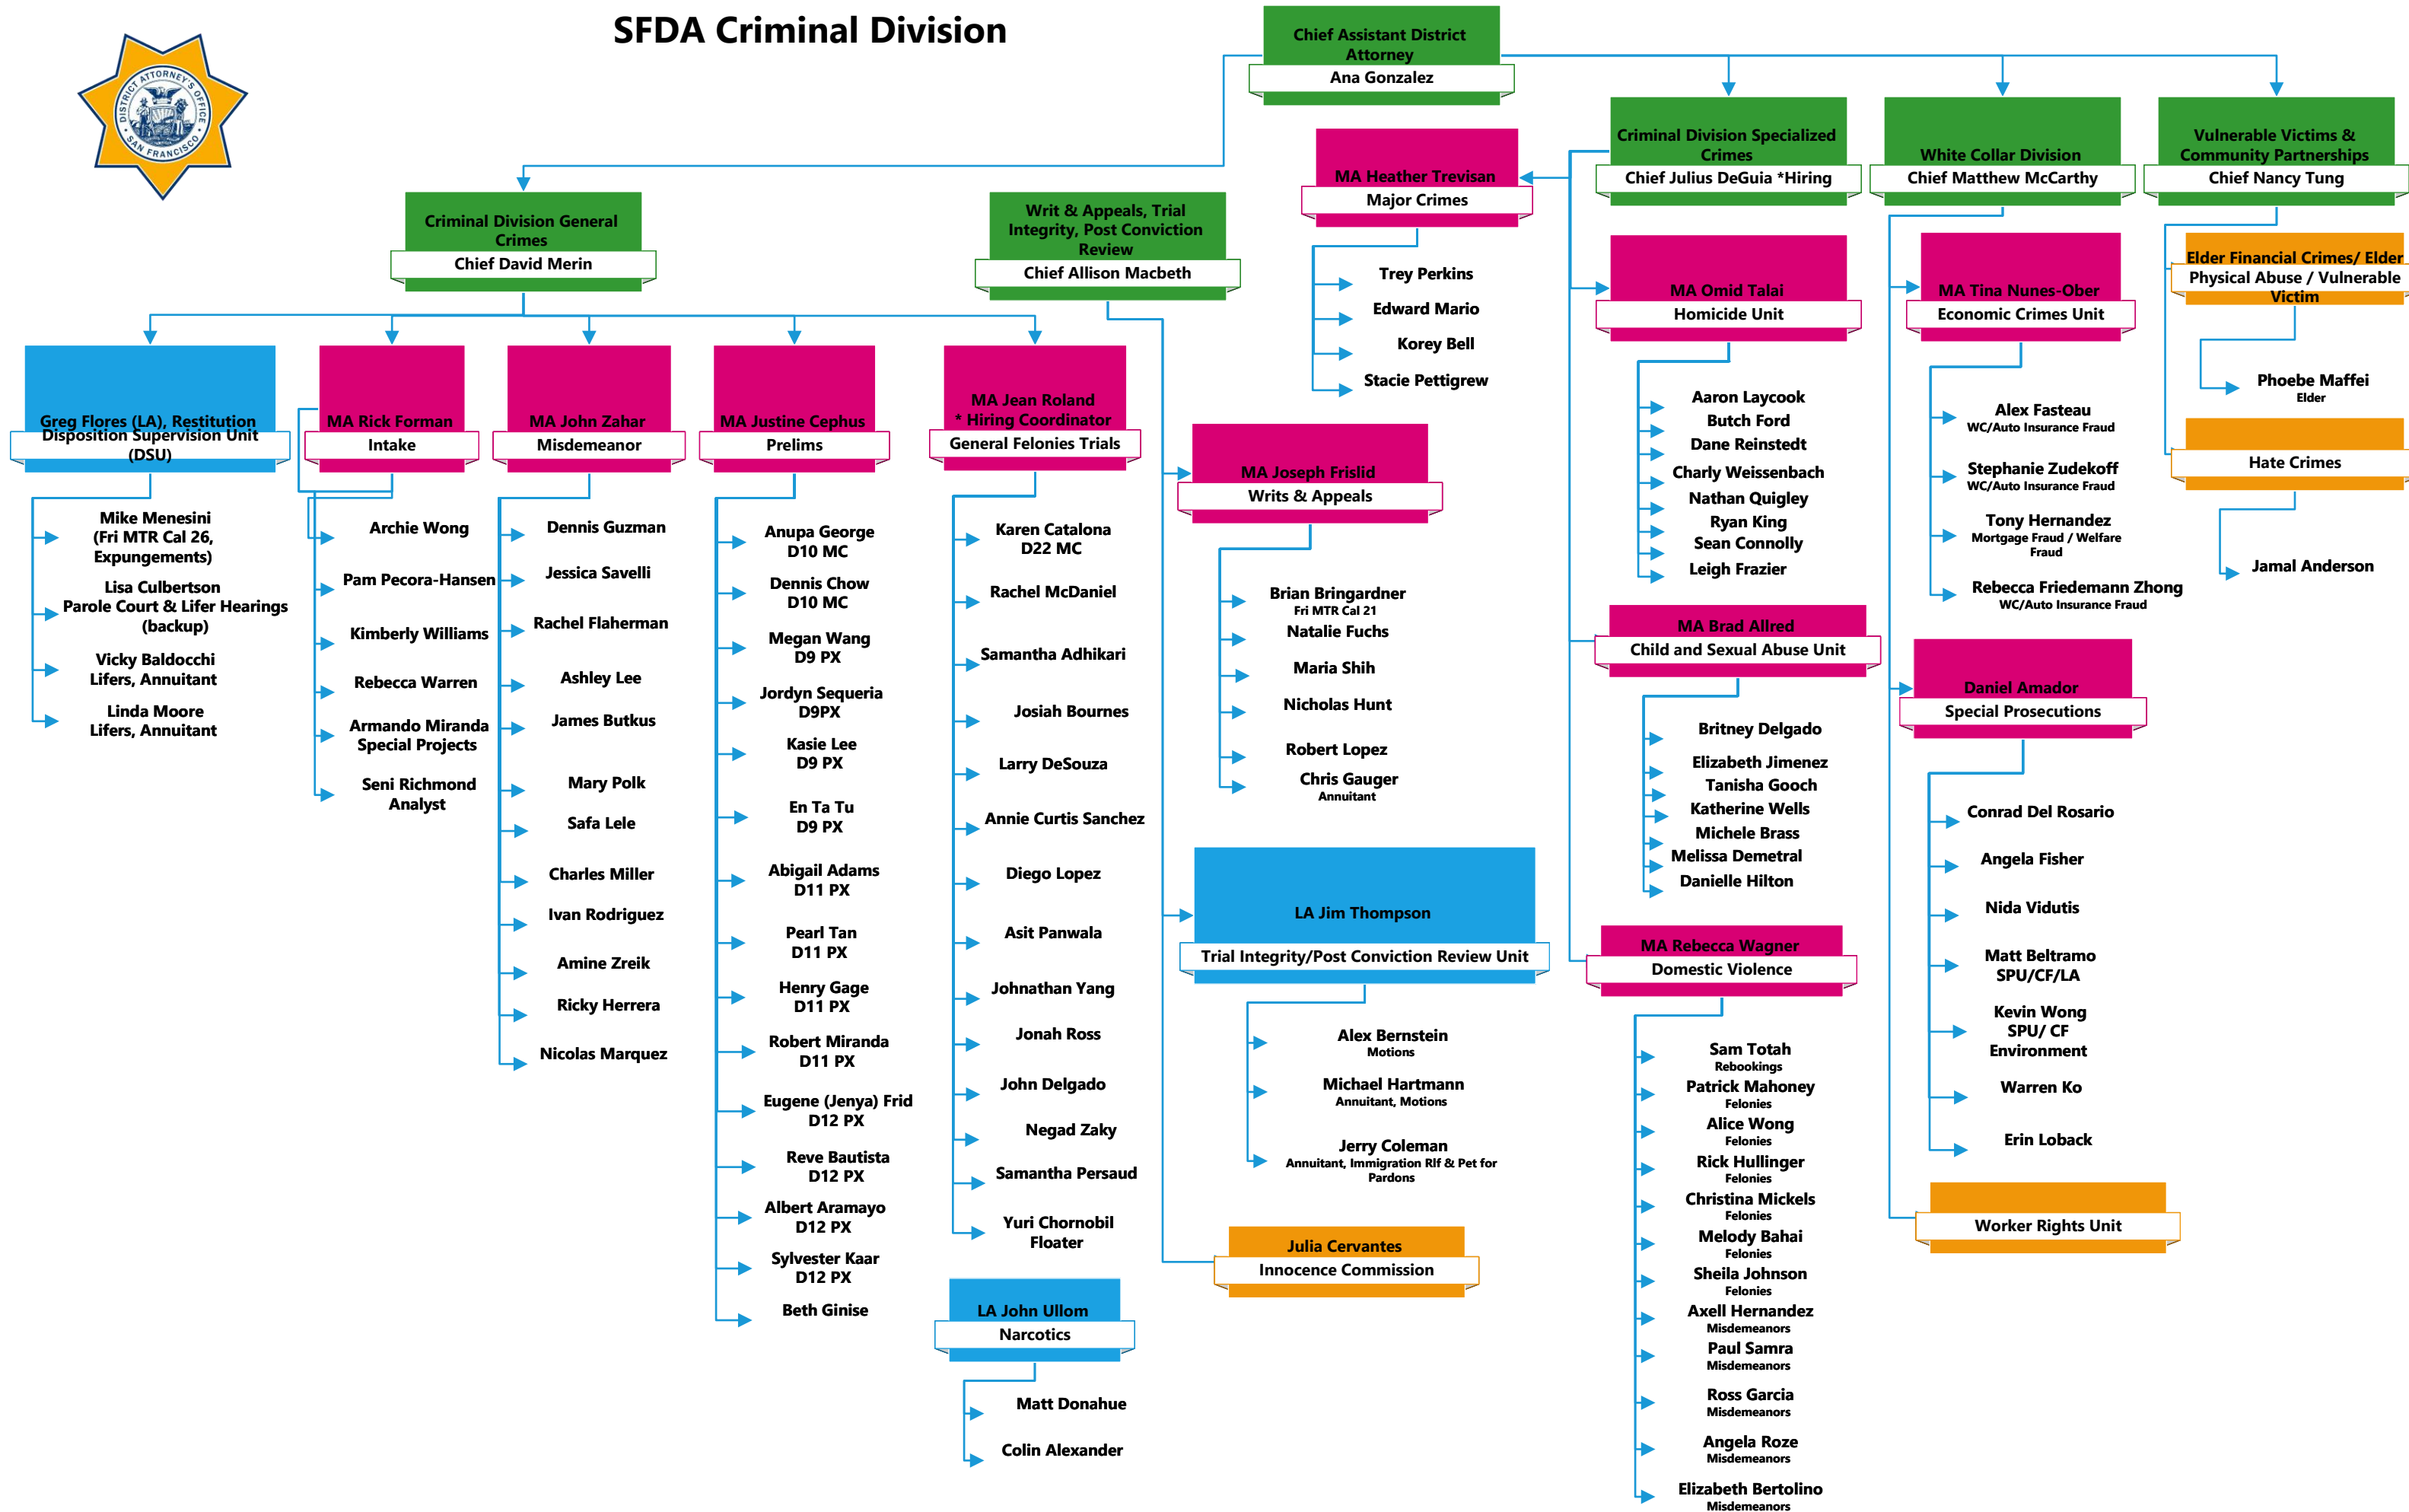 SFDA Criminal Division
DISTRICT ATTORNEY'S OFFICE
SAN FRANCISCO
Chief Assistant District
Attorney
Ana Gonzalez
Criminal Division General
Crimes
Chief David Merin
Greg Flores (LA), Restitution
Disposition Supervision Unit
(DSU)
Mike Menesini
(Fri MTR Cal 26,
Expungements)
Lisa Culbertson
Parole Court & Lifer Hearings
(backup)
Vicky Baldocchi
Lifers, Annuitant
Linda Moore
Lifers, Annuitant
MA Rick Forman
Intake
Archie Wong
Pam Pecora-Hansen
Kimberly Williams
Rebecca Warren
Armando Miranda
Special Projects
Seni Richmond
Analyst
MA John Zahar
Misdemeanor
Dennis Guzman
Jessica Savelli
Rachel Flaherman
Ashley Lee
James Butkus
Mary Polk
Safa Lele
Charles Miller
Ivan Rodriguez
Amine Zreik
Ricky Herrera
Nicolas Marquez
MA Justine Cephus
Prelims
Anupa George
D10 MC
Dennis Chow
D10 MC
Megan Wang
D9 PX
Jordyn Sequeria
D9PX
Kasie Lee
D9 PX
En Ta Tu
D9 PX
Abigail Adams
D11 PX
Pearl Tan
D11 PX
Henry Gage
D11 PX
Robert Miranda
D11 PX
Eugene (Jenya) Frid
D12 PX
Reve Bautista
D12 PX
Albert Aramayo
D12 PX
Sylvester Kaar
D12 PX
Beth Ginise
MA Jean Roland
* Hiring Coordinator
General Felonies Trials
Karen Catalona
D22 MC
Rachel McDaniel
Samantha Adhikari
Josiah Bournes
Larry DeSouza
Annie Curtis Sanchez
Diego Lopez
Asit Panwala
Johnathan Yang
Jonah Ross
John Delgado
Negad Zaky
Samantha Persaud
Yuri Chornobil
Floater
LA John Ullom
Narcotics
Matt Donahue
Colin Alexander
Writ & Appeals, Trial
Integrity, Post Conviction
Review
Chief Allison Macbeth
MA Joseph Frislid
Writs & Appeals
Brian Bringardner
Fri MTR Cal 21
Natalie Fuchs
Maria Shih
Nicholas Hunt
Robert Lopez
Chris Gauger
Annuitant
LA Jim Thompson
Trial Integrity/Post Conviction Review Unit
Alex Bernstein
Motions
Michael Hartmann
Annuitant, Motions
Jerry Coleman
Annuitant, Immigration Rlf & Pet for
Pardons
Julia Cervantes
Innocence Commission
MA Heather Trevisan
Major Crimes
Trey Perkins
Edward Mario
Korey Bell
Stacie Pettigrew
Criminal Division Specialized
Crimes
Chief Julius DeGuia *Hiring
MA Omid Talai
Homicide Unit
Aaron Laycook
Butch Ford
Dane Reinstedt
Charly Weissenbach
Nathan Quigley
Ryan King
Sean Connolly
Leigh Frazier
MA Brad Allred
Child and Sexual Abuse Unit
Britney Delgado
Elizabeth Jimenez
Tanisha Gooch
Katherine Wells
Michele Brass
Melissa Demetral
Danielle Hilton
MA Rebecca Wagner
Domestic Violence
Sam Totah
Rebookings
Patrick Mahoney
Felonies
Alice Wong
Felonies
Rick Hullinger
Felonies
Christina Mickels
Felonies
Melody Bahai
Felonies
Sheila Johnson
Felonies
Axell Hernandez
Misdemeanors
Paul Samra
Misdemeanors
Ross Garcia
Misdemeanors
Angela Roze
Misdemeanors
Elizabeth Bertolino
Misdemeanors
White Collar Division
Chief Matthew McCarthy
MA Tina Nunes-Ober
Economic Crimes Unit
Alex Fasteau
WC/Auto Insurance Fraud
Stephanie Zudekoff
WC/Auto Insurance Fraud
Tony Hernandez
Mortgage Fraud / Welfare
Fraud
Rebecca Friedemann Zhong
WC/Auto Insurance Fraud
Daniel Amador
Special Prosecutions
Conrad Del Rosario
Angela Fisher
Nida Vidutis
Matt Beltramo
SPU/CF/LA
Kevin Wong
SPU/ CF
Environment
Warren Ko
Erin Loback
Worker Rights Unit
Vulnerable Victims &
Community Partnerships
Chief Nancy Tung
Elder Financial Crimes/ Elder
Physical Abuse / Vulnerable
Victim
Phoebe Maffei
Elder
Hate Crimes
Jamal Anderson